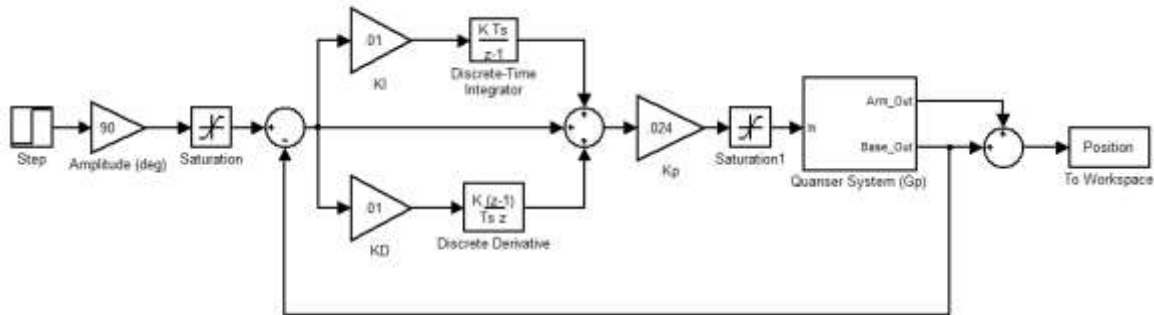 .01
KI
K Ts
z-1
Discrete-Time
Integrator
Step
90
Amplitude (deg)
Saturation
.024
Kp
Saturation1
In
Arm_Out
Base_Out
Quanser System (Gp)
Position
To Workspace
.01
KD
K (z-1)
Ts z
Discrete Derivative